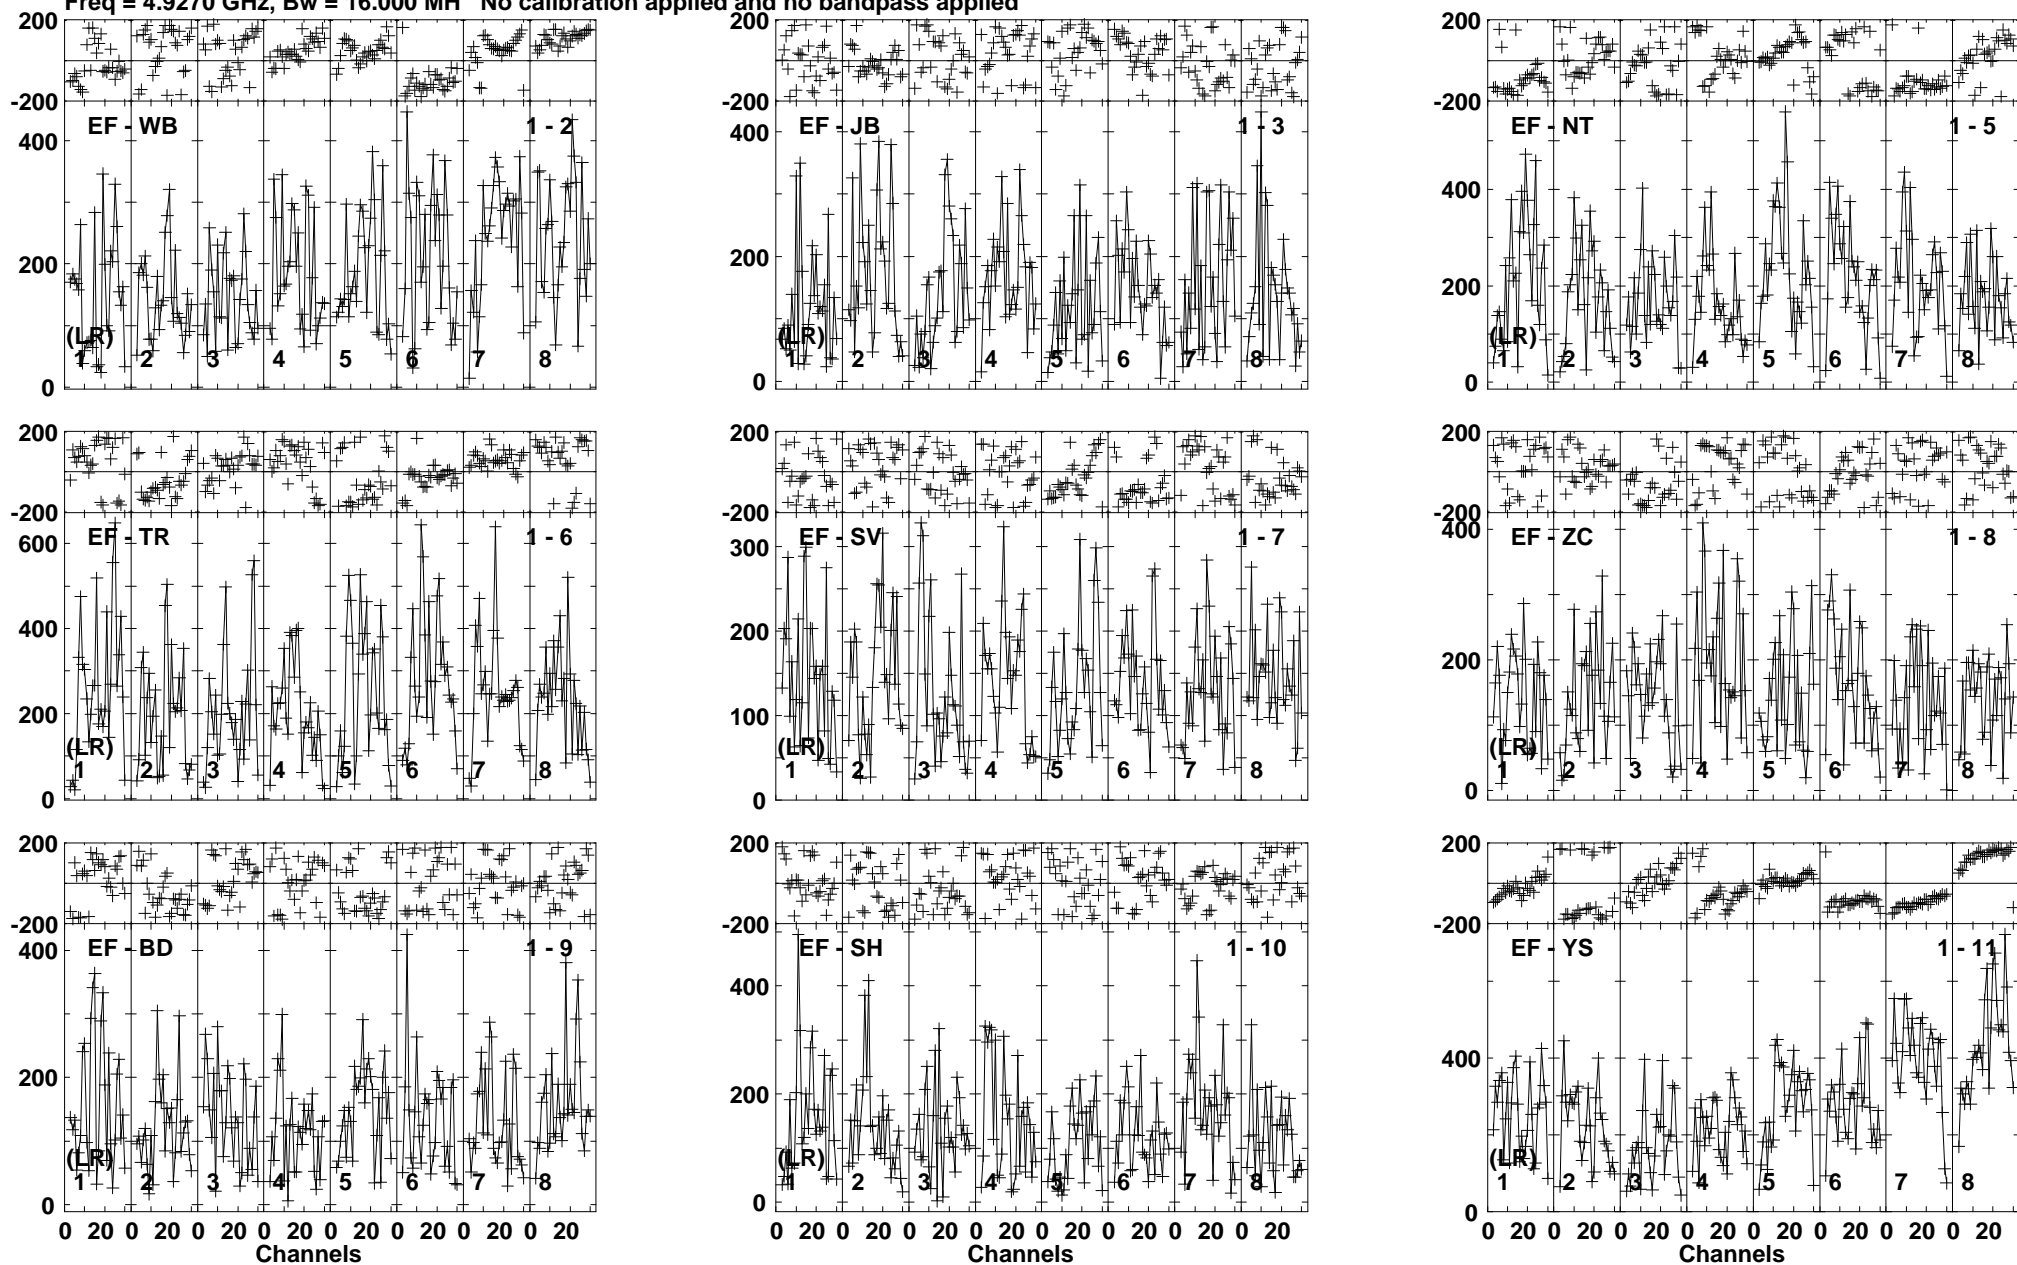 Freq = 4.9270 GHz, Bw = 16.000 MH No calibration applied and no bandpass applied
200 200 200
-200 -200 -200
EF - WB 1 - 2 EF - JB 1 - 3 EF - NT 1 - 5
400 400 400
200 200 200
(LR) (LR) (LR)
1 2 3 4 5 6 7 8 1 2 3 4 5 6 7 8 1 2 3 4 5 6 7 8
0 0 0
200 200 200
-200 -200 -200
EF - TR 1 - 6 EF - SV 1 - 7 EF - ZC 1 - 8
600 300 400
400 200 200
200 100
(LR) (LR) (LR)
1 2 3 4 5 6 7 8 1 2 3 4 5 6 7 8 1 2 3 4 5 6 7 8
0 0 0
200 200 200
-200 -200 -200
EF - BD 1 - 9 EF - SH 1 - 10 EF - YS 1 - 11
400 400 400
200 200
(LR) (LR) (LR)
1 2 3 4 5 6 7 8 1 2 3 4 5 6 7 8 1 2 3 4 5 6 7 8
0 0 0
0 20 0 20 0 20 0 20 0 20 0 20 0 20 0 20 0 20 0 20 0 20 0 20 0 20 0 20 0 20 0 20 0 20 0 20 0 20 0 20 0 20 0 20 0 20 0 20
Channels Channels Channels